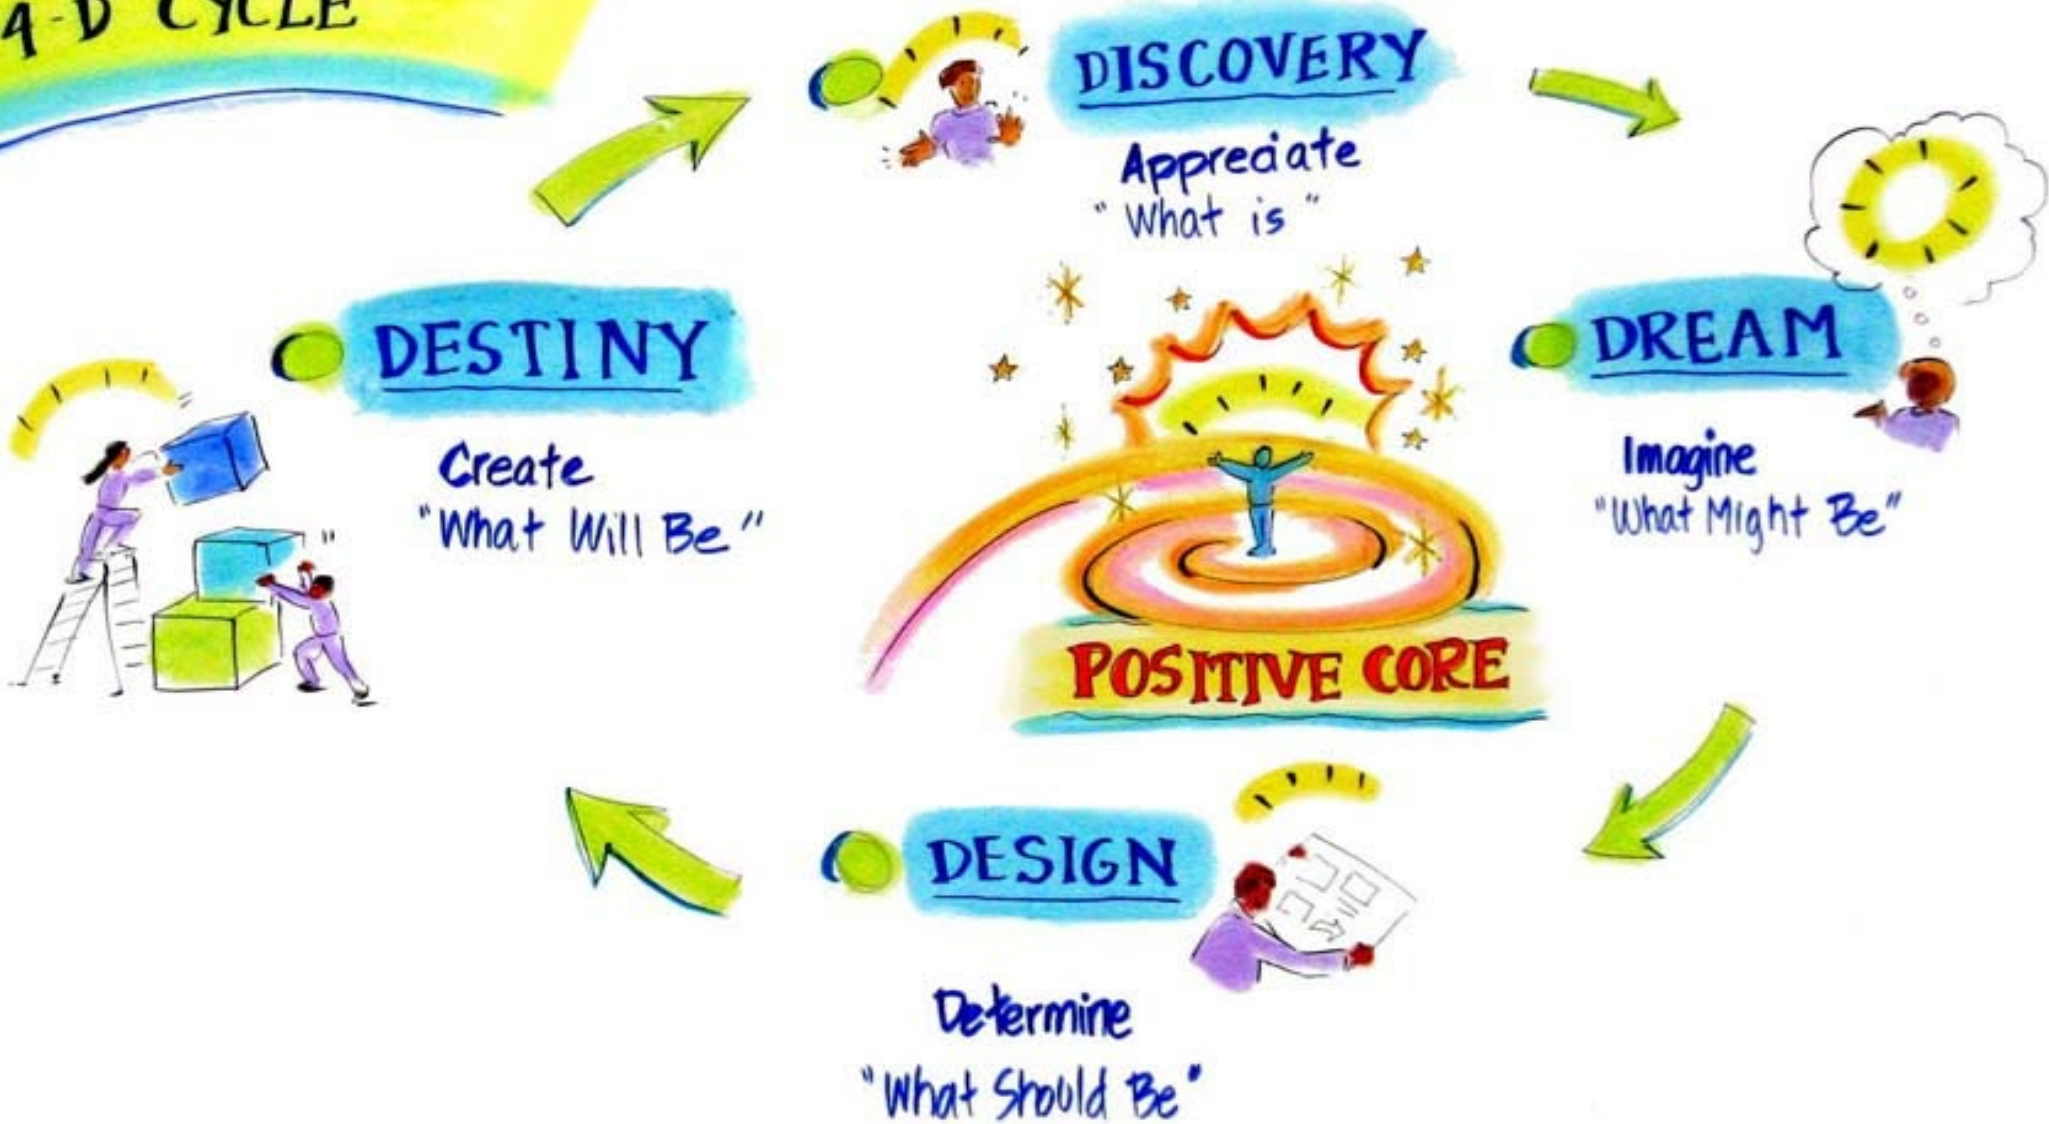 4-D CYCLE
DISCOVERY
Appreciate
"What is"
DREAM
Imagine
"What Might Be"
POSITIVE CORE
DESIGN
Determine
"What Should Be"
DESTINY
Create
"What Will Be"